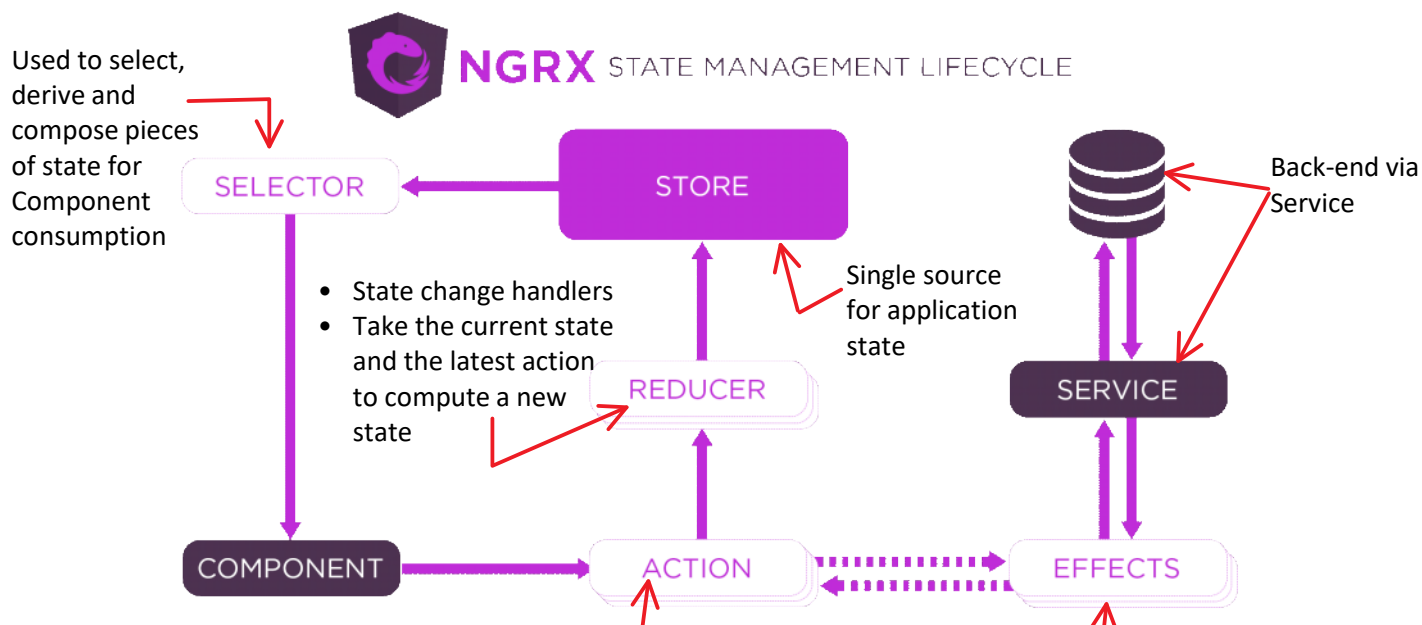 NGRX STATE MANAGEMENT LIFECYCLE
Used to select,
derive and
compose pieces
of state for
Component
consumption
SELECTOR
STORE
Back-end via
Service
Single source
for application
state
• State change handlers
• Take the current state
and the latest action
to compute a new
state
REDUCER
SERVICE
COMPONENT
ACTION
EFFECTS